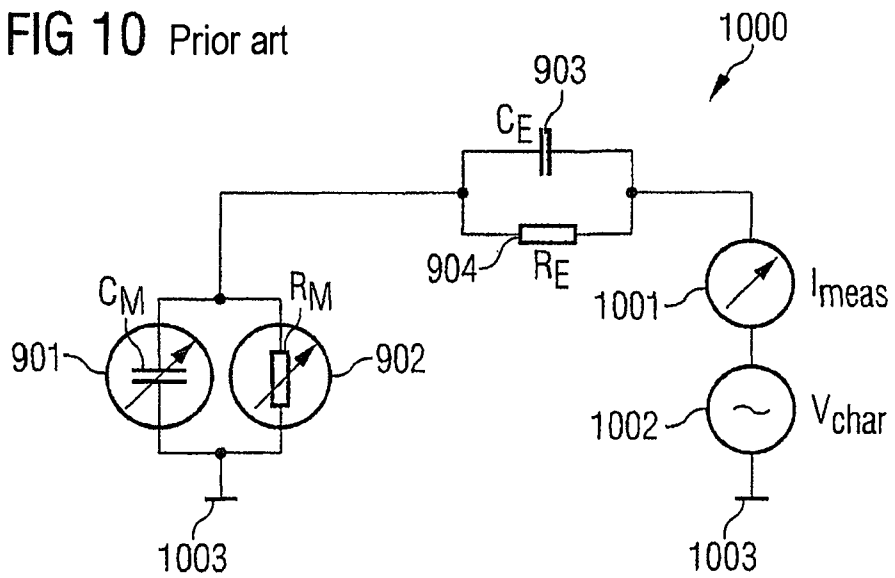 FIG 10 Prior art
1000
903
C_E
904
R_E
C_M
R_M
901
902
1001
I_meas
1002
V_char
~
1003
1003